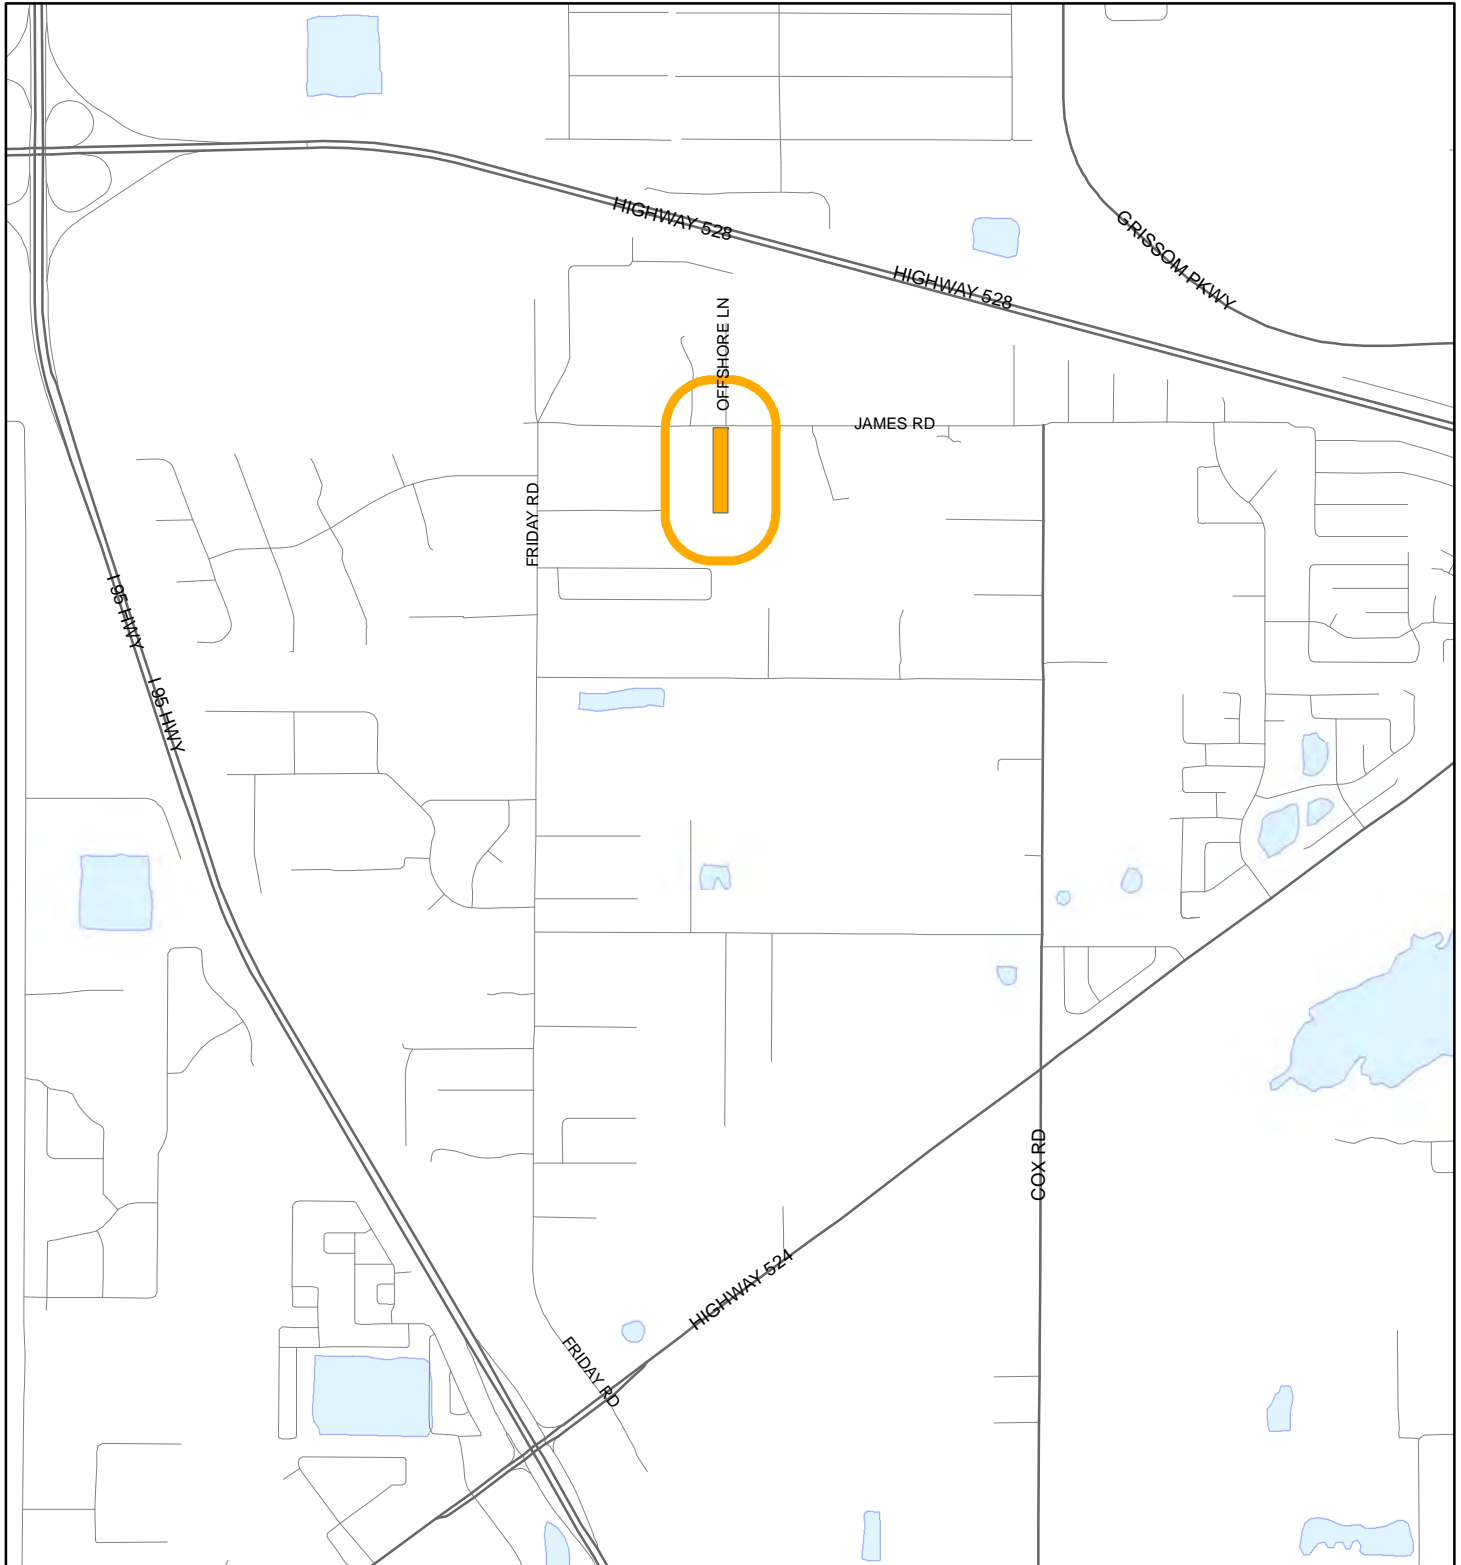 HIGHWAY 528
GRISSOM PKWY
HIGHWAY 528
OFFSHORE LN
JAMES RD
FRIDAY RD
I 95 HWY
I 95 HWY
COX RD
HIGHWAY 524
FRIDAY RD